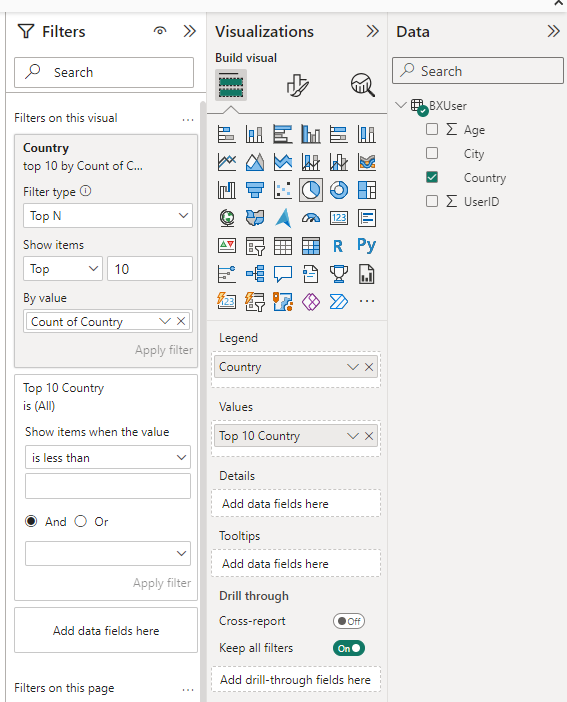 Filters
Search
Filters on this visual
...
Country
top 10 by Count of C...
Filter type
Top N
Show items
Top
10
By value
Count of Country
Apply filter
Top 10 Country
is (All)
Show items when the value
is less than
And
Or
Apply filter
Add data fields here
Filters on this page
...
Visualizations
Build visual
123
R
Py
123
...
Legend
Country
Values
Top 10 Country
Details
Add data fields here
Tooltips
Add data fields here
Drill through
Cross-report
Off
Keep all filters
On
Add drill-through fields here
Data
Search
BXUser
Σ Age
City
Country
Σ UserID